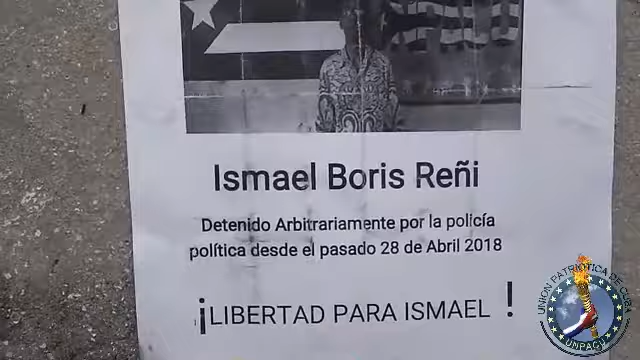 Ismael Boris Reñi
Detenido Arbitrariamente por la policía
política desde el pasado 28 de Abril 2018
¡LIBERTAD PARA ISMAEL !
UNION PATRIOTICA DE CUBA
UNPACU